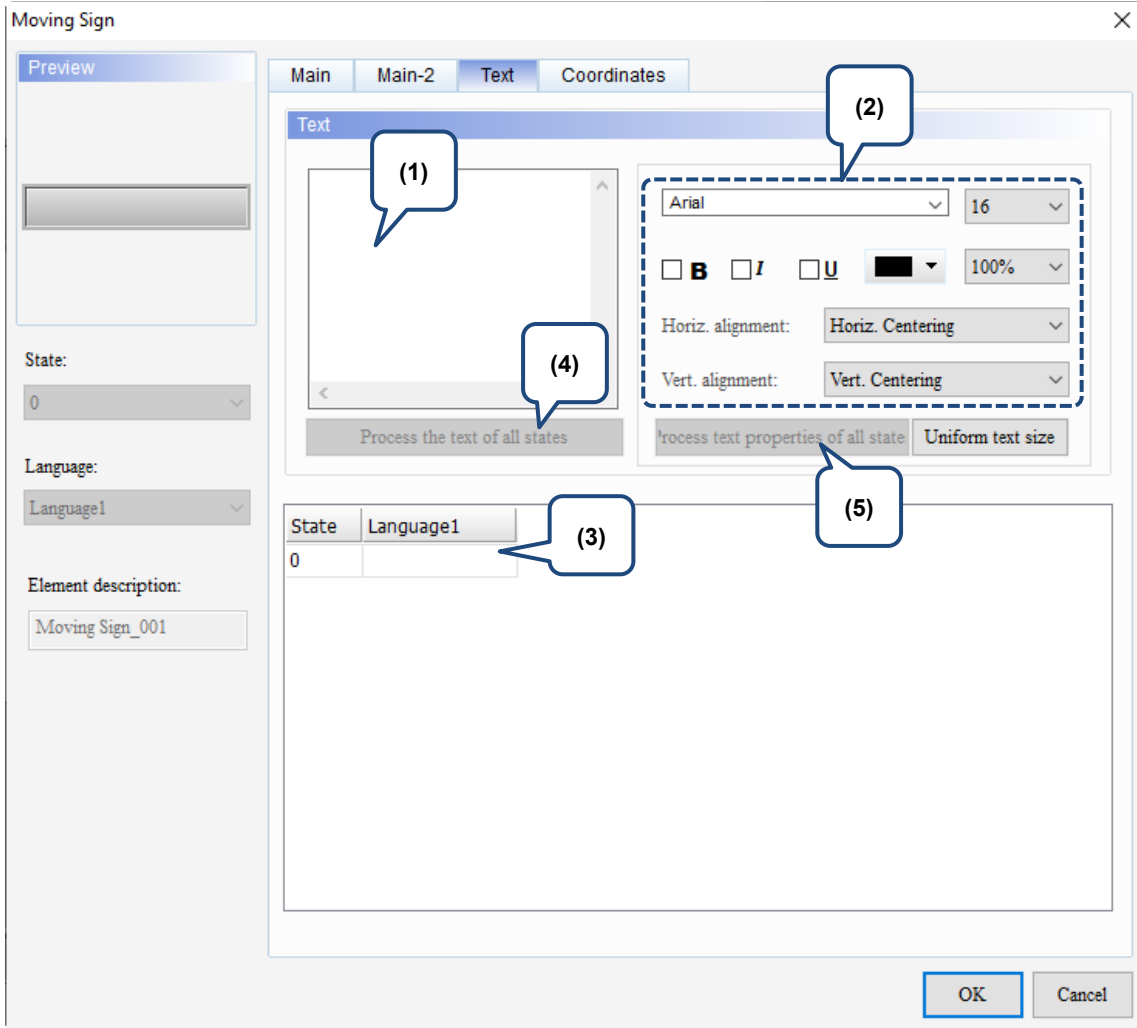 Moving Sign
Preview
Main Main-2 Text Coordinates
(2)
Text
(1)
Arial 16
B I U 100%
Horiz. alignment: Horiz. Centering
State:
(4)
Vert. alignment: Vert. Centering
0
Process the text of all states
rocess text properties of all state Uniform text size
Language:
Language1
(5)
State Language1
(3)
0
Element description:
Moving Sign_001
OK Cancel